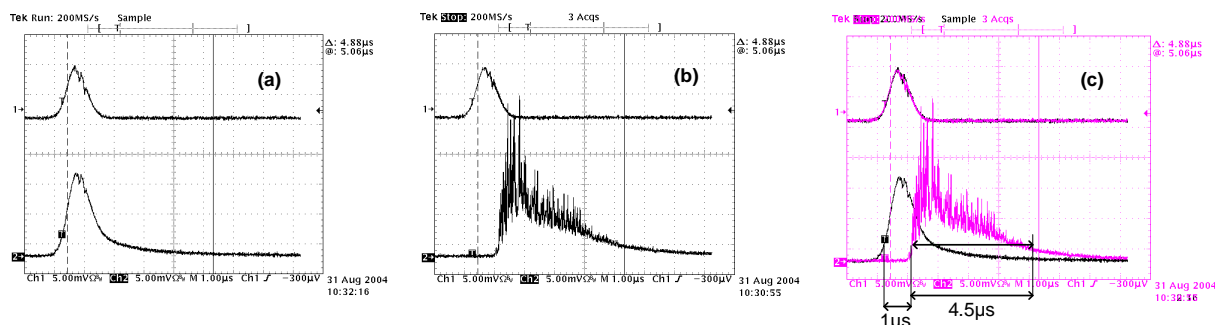 Tek Run: 200MS/s Sample
[ T ]
Δ: 4.88µs
@: 5.06µs
(a)
1→
T
T
2→
Ch1 5.00mVΩ Ch2 5.00mVΩ M 1.00µs Ch1 ∫ −300µV
31 Aug 2004
10:32:16
Tek Stop: 200MS/s 3 Acqs
[ T ]
Δ: 4.88µs
@: 5.06µs
(b)
1→
T
T
2→
Ch1 5.00mVΩ Ch2 5.00mVΩ M 1.00µs Ch1 ∫ −300µV
31 Aug 2004
10:30:55
Tek 200MS/s Sample 3 Acqs
[ T ]
Δ: 4.88µs
@: 5.06µs
(c)
1→
T
2→
Ch1 5.00mVΩ Ch2 5.00mVΩ M 1.00µs Ch1 ∫ −300µV
31 Aug 2004
1µs
4.5µs